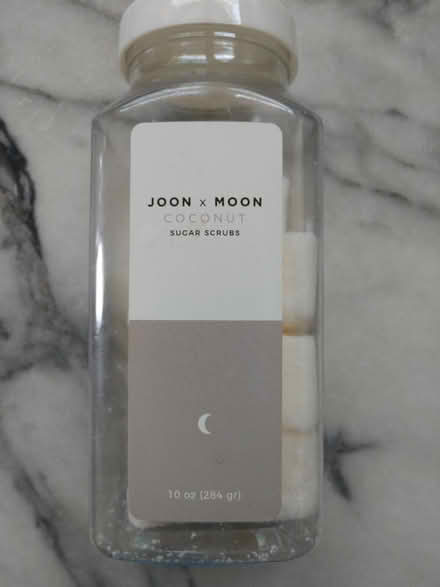 JOON x MOON
COCONUT
SUGAR SCRUBS
10 oz (284 gr)